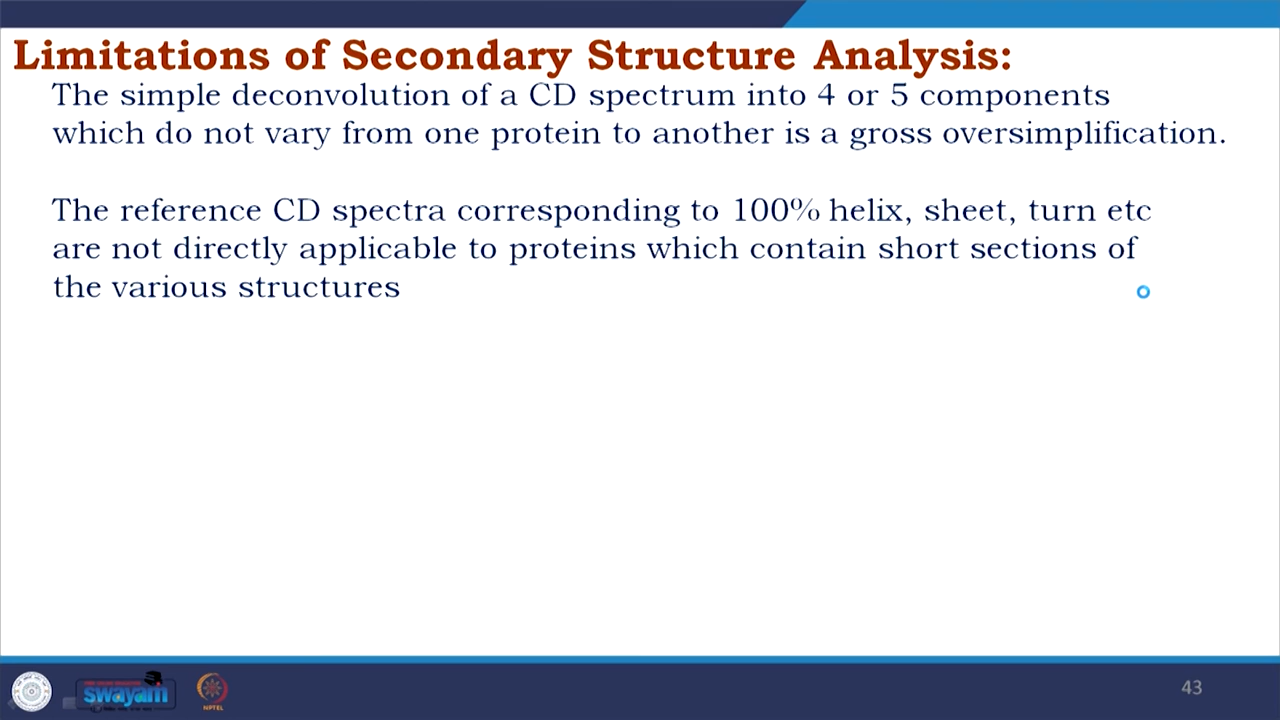 Limitations of Secondary Structure Analysis:
The simple deconvolution of a CD spectrum into 4 or 5 components
which do not vary from one protein to another is a gross oversimplification.
The reference CD spectra corresponding to 100% helix, sheet, turn etc
are not directly applicable to proteins which contain short sections of
the various structures
swayam
NPTEL
43